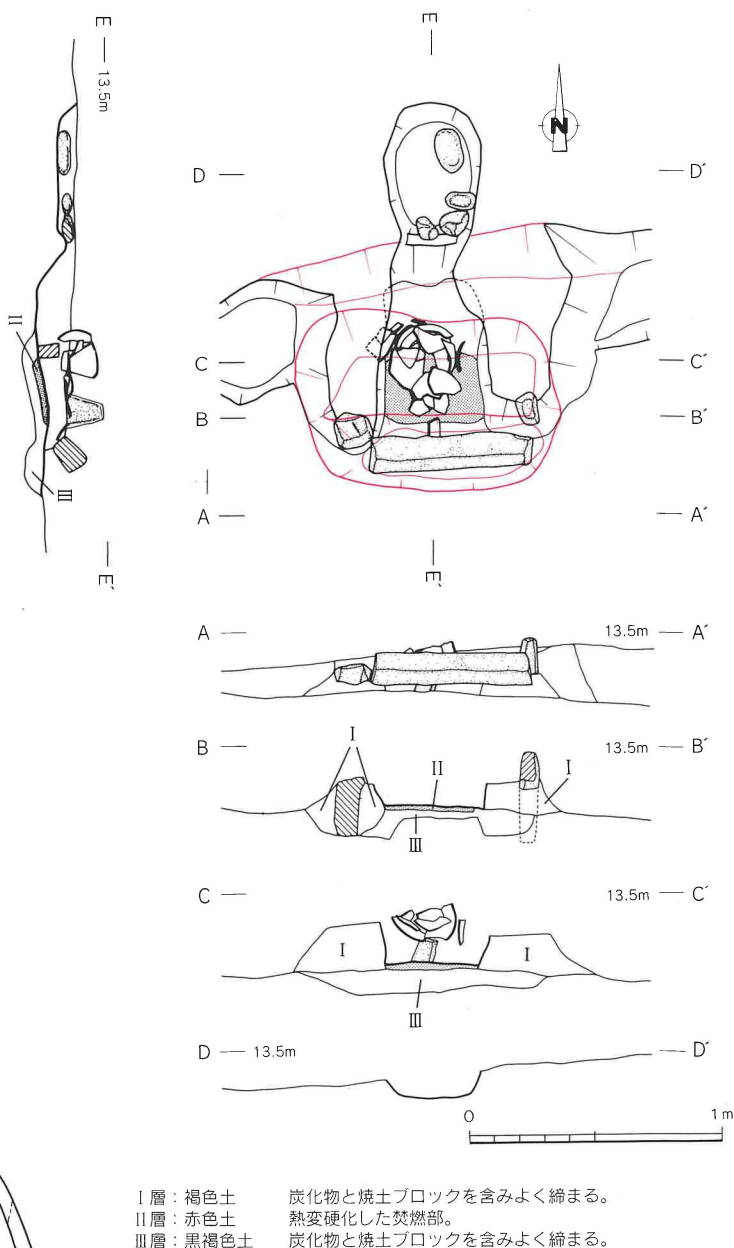 E
E
13.5m
N
D
D´
II
C
C´
B
B´
III
A
A´
E´
E´
A
13.5m
A´
B
I
II
13.5m
I
B´
III
C
13.5m
C´
I
I
III
D
13.5m
D´
0
1m
I層：褐色土 炭化物と焼土ブロックを含みよく締まる。
II層：赤色土 熱変硬化した焚燃部。
III層：黒褐色土 炭化物と焼土ブロックを含みよく締まる。